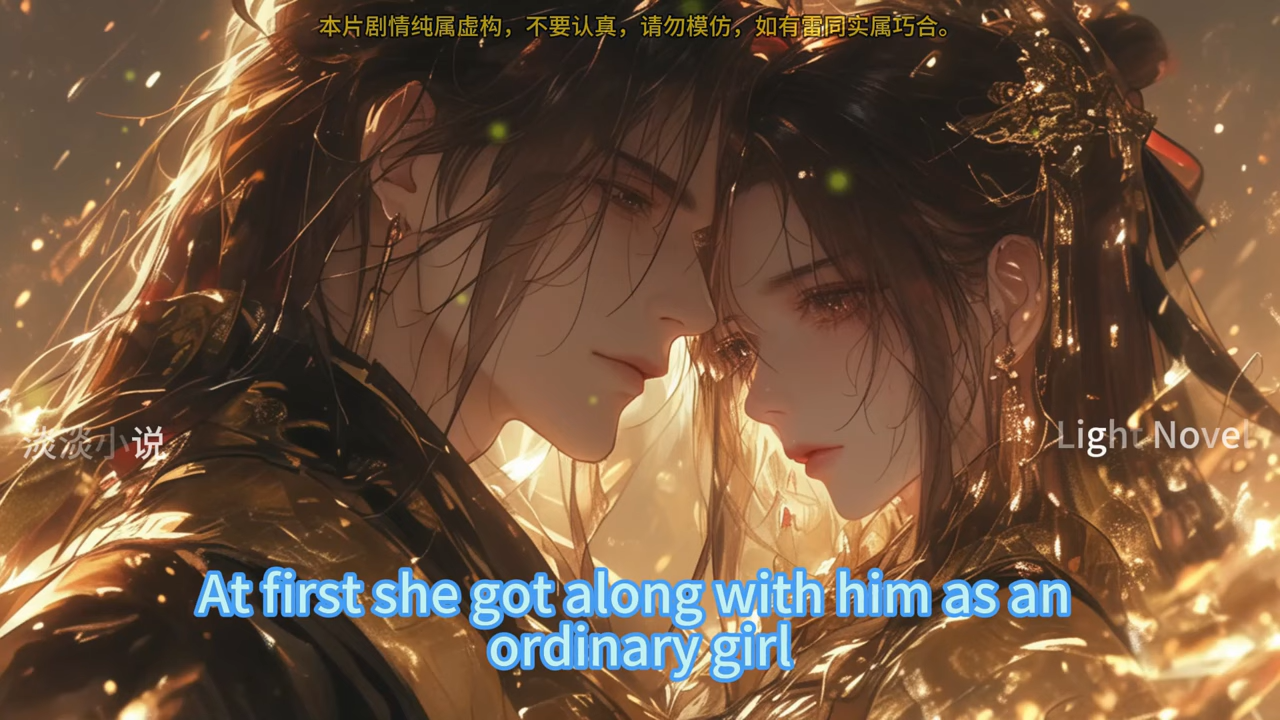 本片剧情纯属虚构，不要认真，请勿模仿，如有雷同实属巧合。
淡淡小说
Light Novel
At first she got along with him as an
ordinary girl